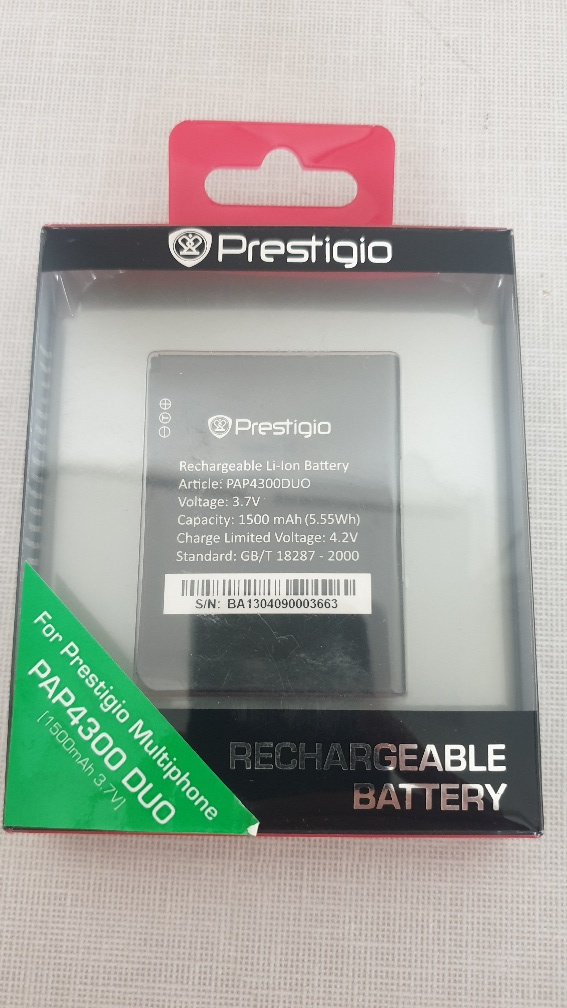 Prestigio
Prestigio
Rechargeable Li-Ion Battery
Article: PAP4300DUO
Voltage: 3.7V
Capacity: 1500 mAh (5.55Wh)
Charge Limited Voltage: 4.2V
Standard: GB/T 18287 - 2000
S/N: BA1304090003663
For Prestigio Multiphone
PAP4300 DUO
[1500mAh 3.7V]
RECHARGEABLE
BATTERY